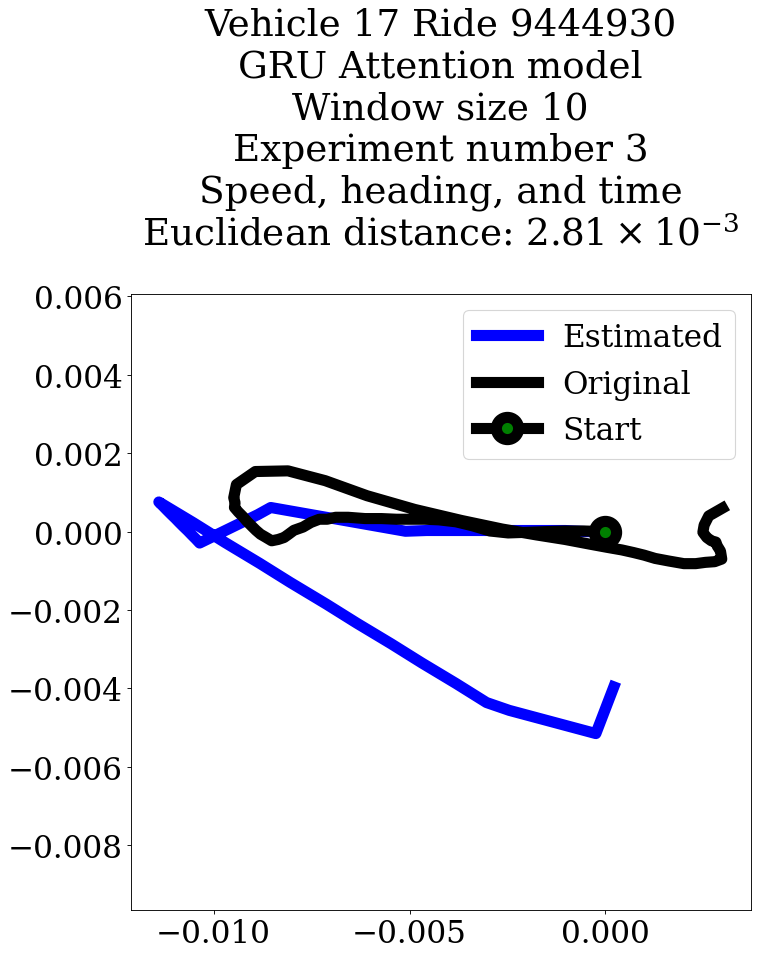 Vehicle 17 Ride 9444930
GRU Attention model
Window size 10
Experiment number 3
Speed, heading, and time
Euclidean distance: 2.81 × 10⁻³
0.006
0.004
0.002
0.000
−0.002
−0.004
−0.006
−0.008
Estimated
Original
Start
−0.010
−0.005
0.000